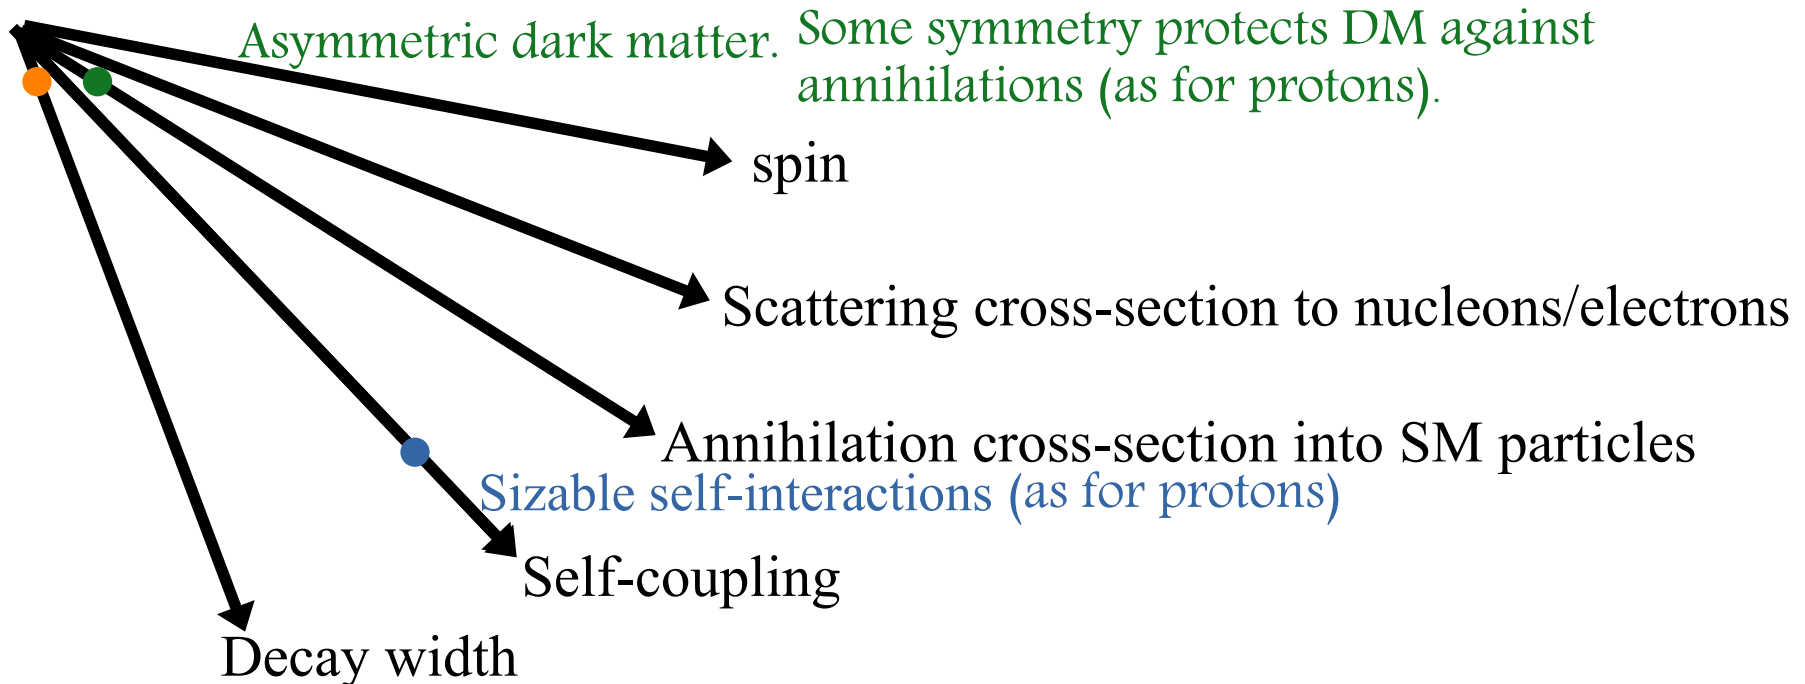 Asymmetric dark matter. Some symmetry protects DM against
annihilations (as for protons).
spin
Scattering cross-section to nucleons/electrons
Annihilation cross-section into SM particles
Sizable self-interactions (as for protons)
Self-coupling
Decay width